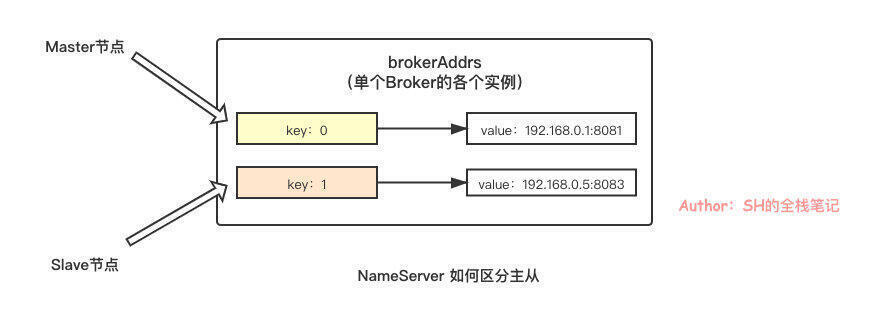 Master节点
brokerAddrs
（单个Broker的各个实例）
key：0
value：192.168.0.1:8081
key：1
value：192.168.0.5:8083
Author：SH的全栈笔记
Slave节点
NameServer 如何区分主从